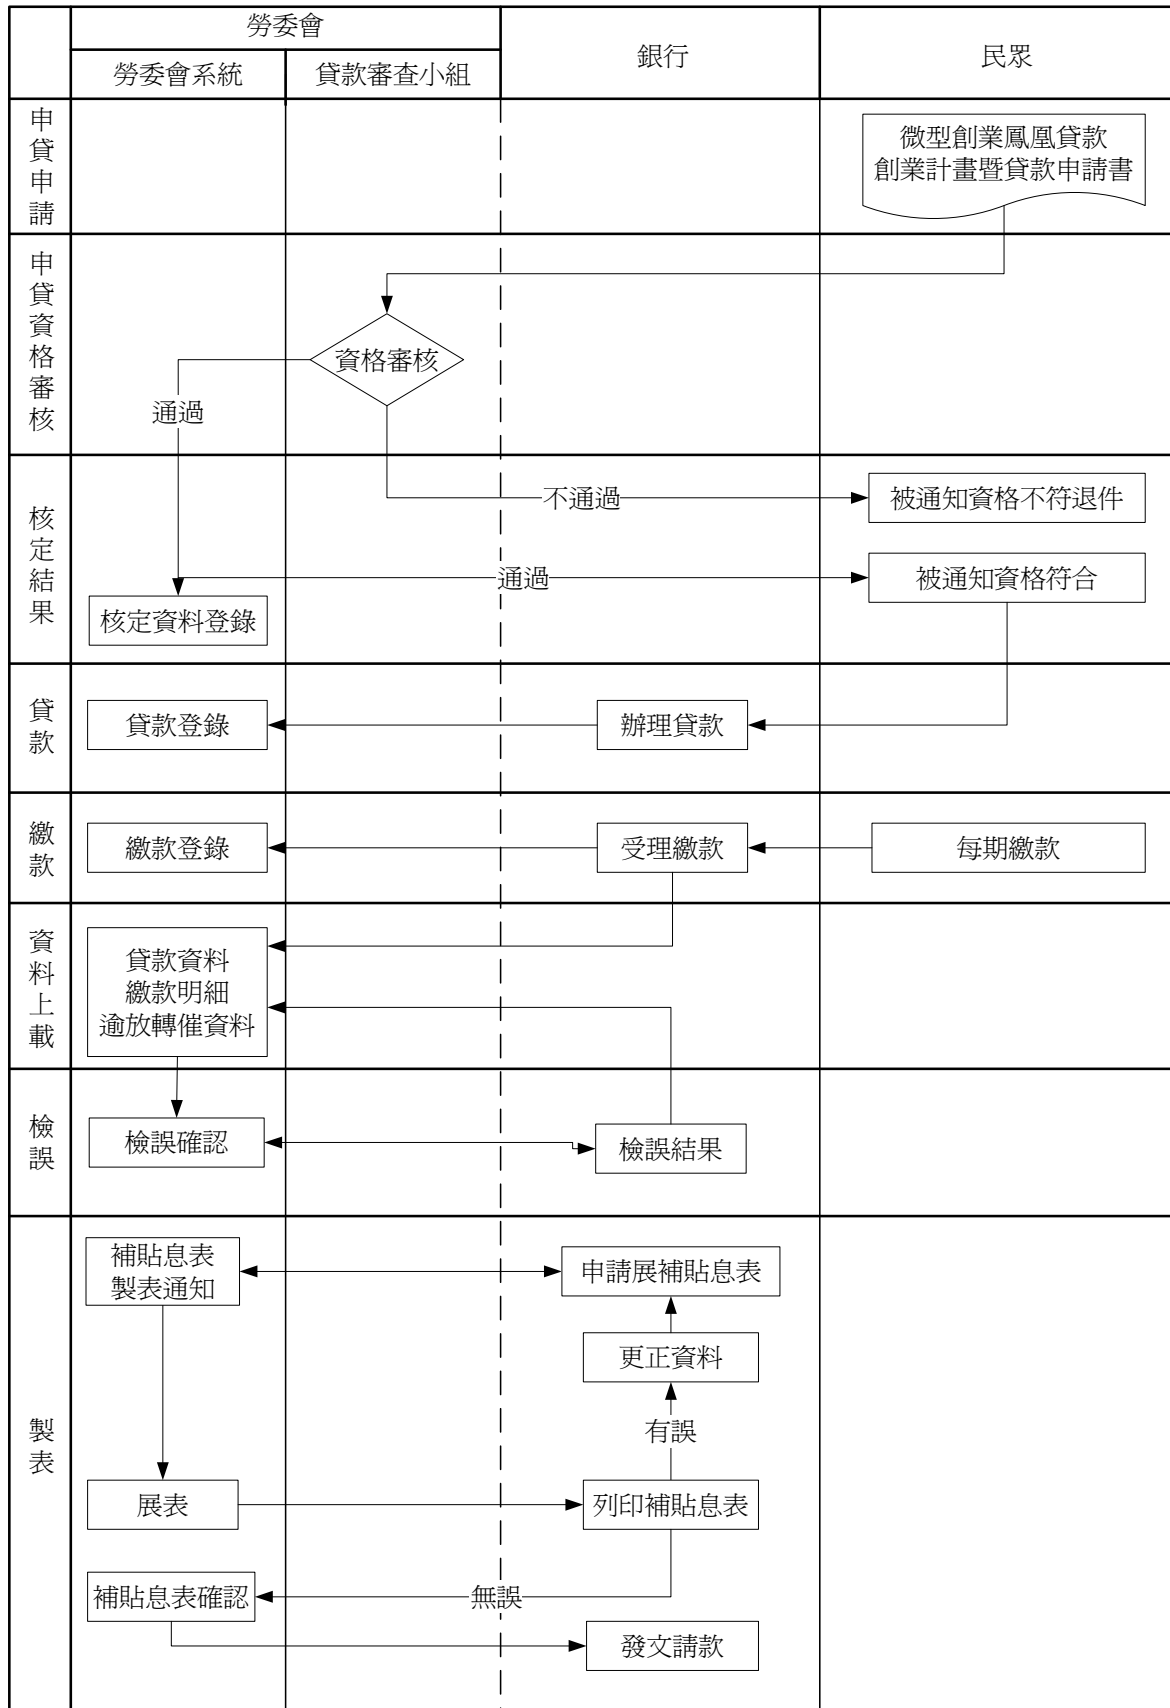 勞委會
銀行
民眾
勞委會系統
貸款審查小組
申貸申請
微型創業鳳凰貸款
創業計畫暨貸款申請書
申貸資格審核
資格審核
通過
核定結果
不通過
被通知資格不符退件
通過
被通知資格符合
核定資料登錄
貸款
貸款登錄
辦理貸款
繳款
繳款登錄
受理繳款
每期繳款
資料上載
貸款資料
繳款明細
逾放轉催資料
檢誤
檢誤確認
檢誤結果
製表
補貼息表
製表通知
申請展補貼息表
更正資料
有誤
展表
列印補貼息表
補貼息表確認
無誤
發文請款